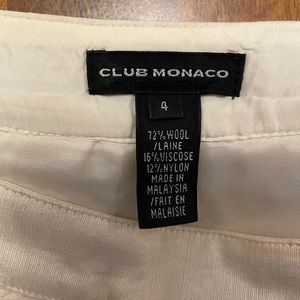 CLUB MONACO
4
72% WOOL
/LAINE
16% VISCOSE
12% NYLON
MADE IN
MALAYSIA
/FAIT EN
MALAISIE